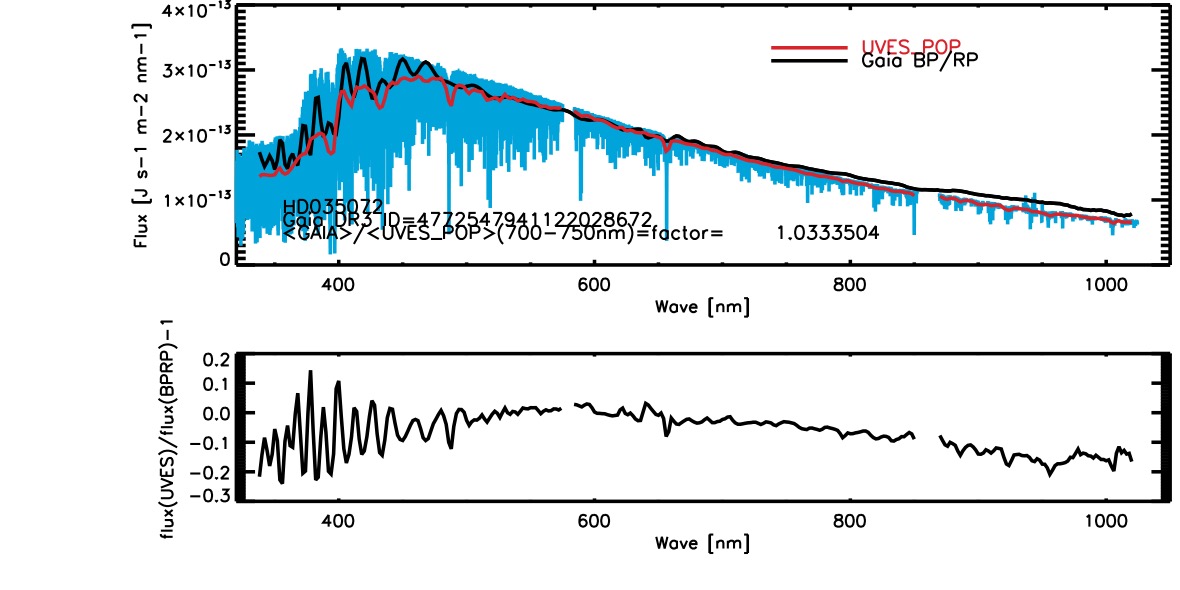 4×10-13
3×10-13
2×10-13
1×10-13
0
Flux [J s-1 m-2 nm-1]
UVES_POP
Gaia BP/RP
HD035072
Gaia DR3 ID=4772547941122028672
<GAIA>/<UVES_POP>(700-750nm)=factor= 1.0333504
400 600 800 1000
Wave [nm]
0.2
0.1
0.0
-0.1
-0.2
-0.3
flux(UVES)/flux(BPRP)-1
400 600 800 1000
Wave [nm]